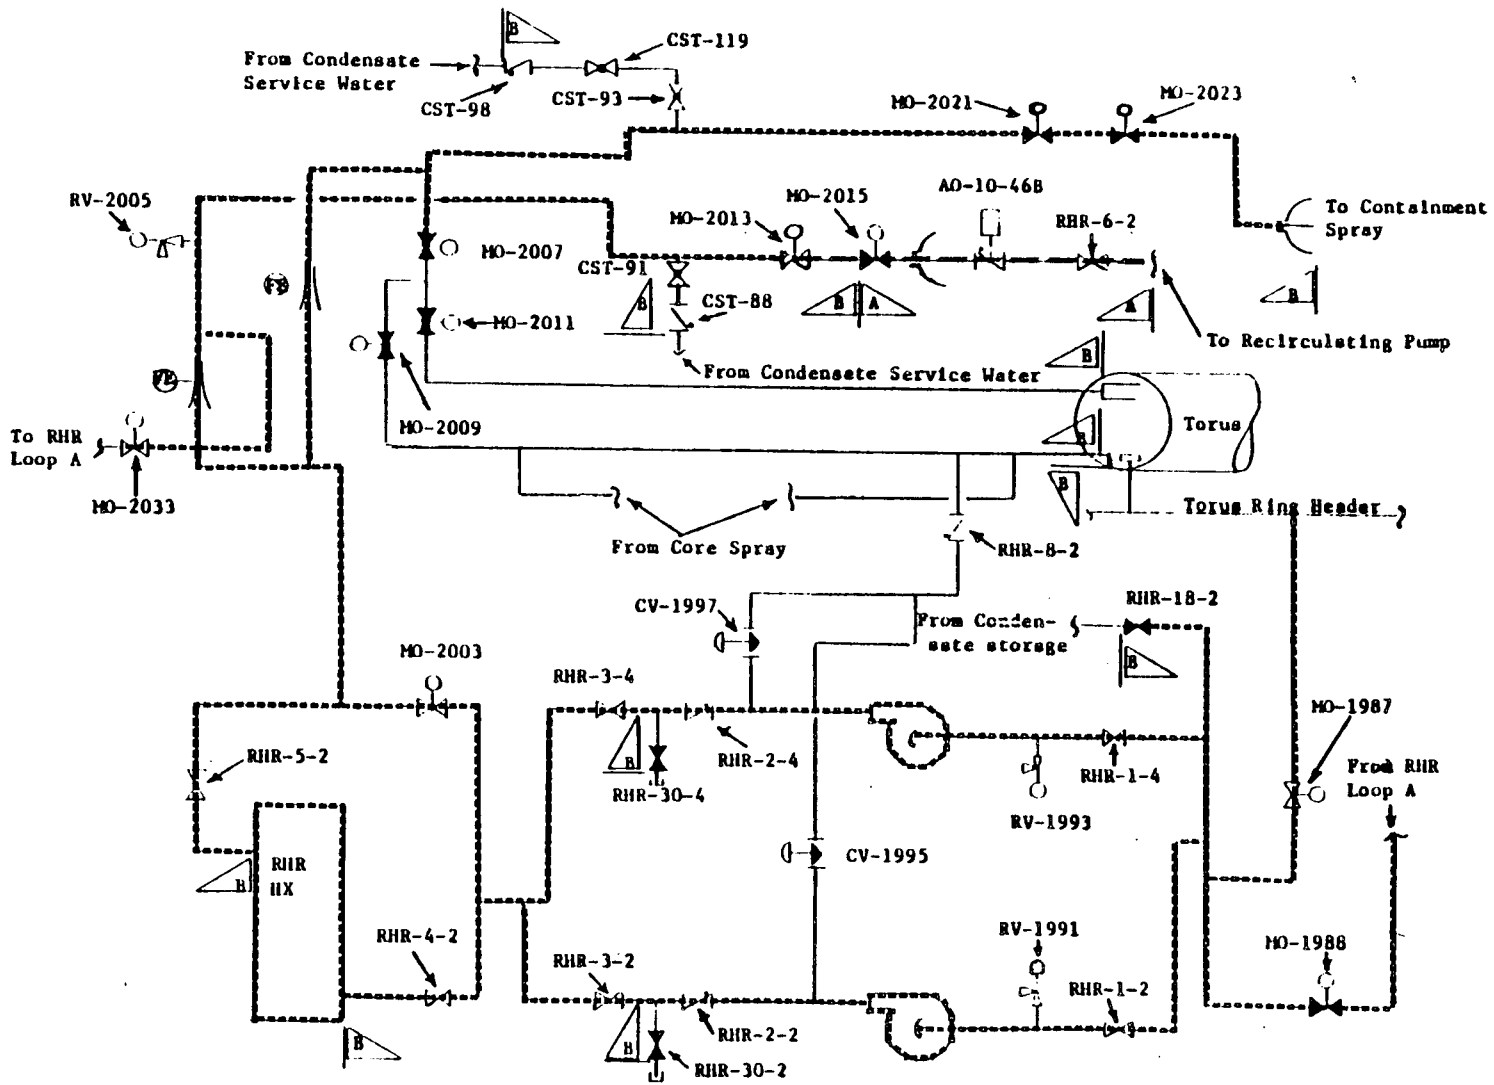 B
From Condensate
Service Water
CST-119
CST-98
CST-93
MO-2021
MO-2023
RV-2005
MO-2007
MO-2013
MO-2015
AO-10-46B
RHR-6-2
To Containment
Spray
CST-91
B
CST-88
B
A
A
B
MO-2011
From Condensate Service Water
To Recirculating Pump
B
FE
MO-2009
To RHR
Loop A
MO-2033
B
Torus
B
Torus Ring Header
From Core Spray
RHR-8-2
CV-1997
From Conden-
sate storage
RHR-18-2
B
MO-2003
RHR-3-4
MO-1987
RHR-5-2
B
RHR-2-4
RHR-30-4
RHR-1-4
RV-1993
From RHR
Loop A
RHR
HX
B
CV-1995
RHR-4-2
RHR-3-2
RV-1991
RHR-1-2
MO-1988
B
B
RHR-2-2
RHR-30-2